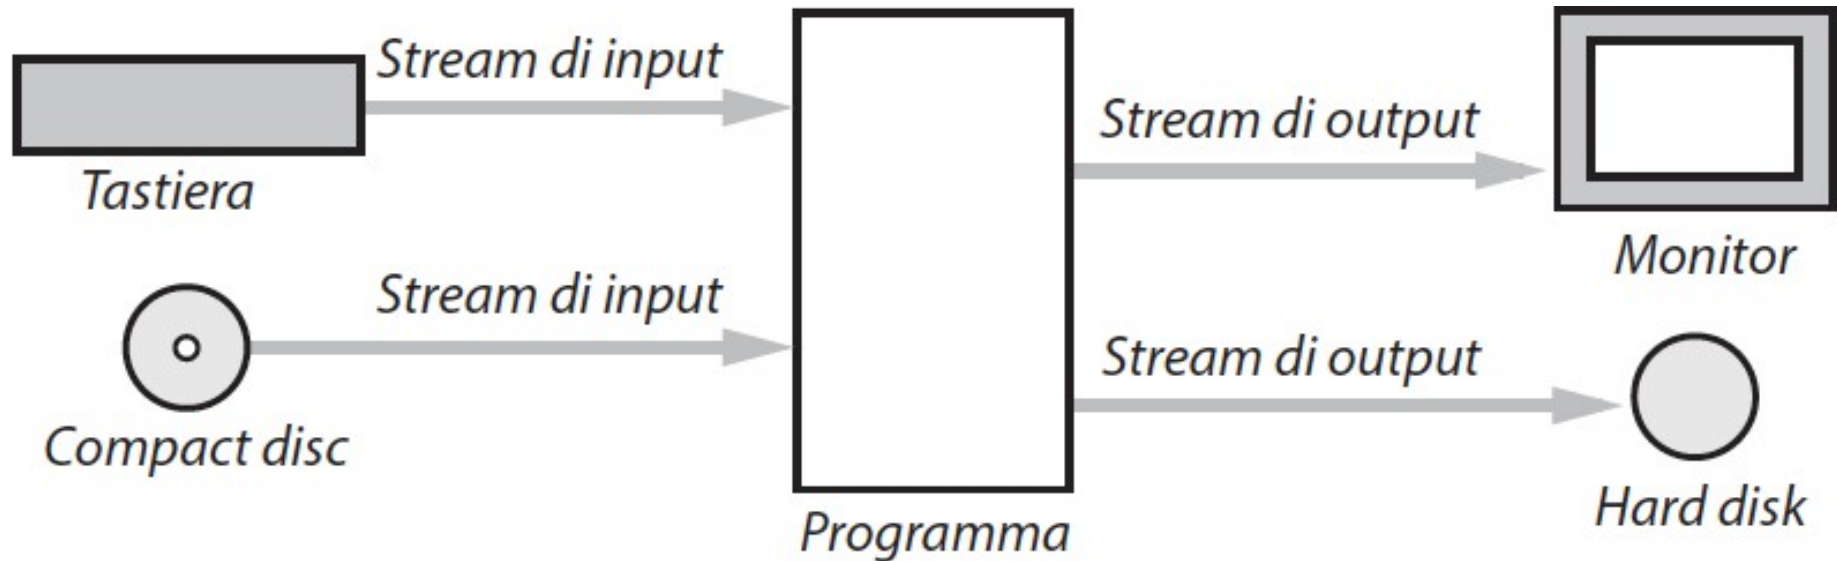 Stream di input
Stream di output
Tastiera
Monitor
Stream di input
Stream di output
Compact disc
Hard disk
Programma